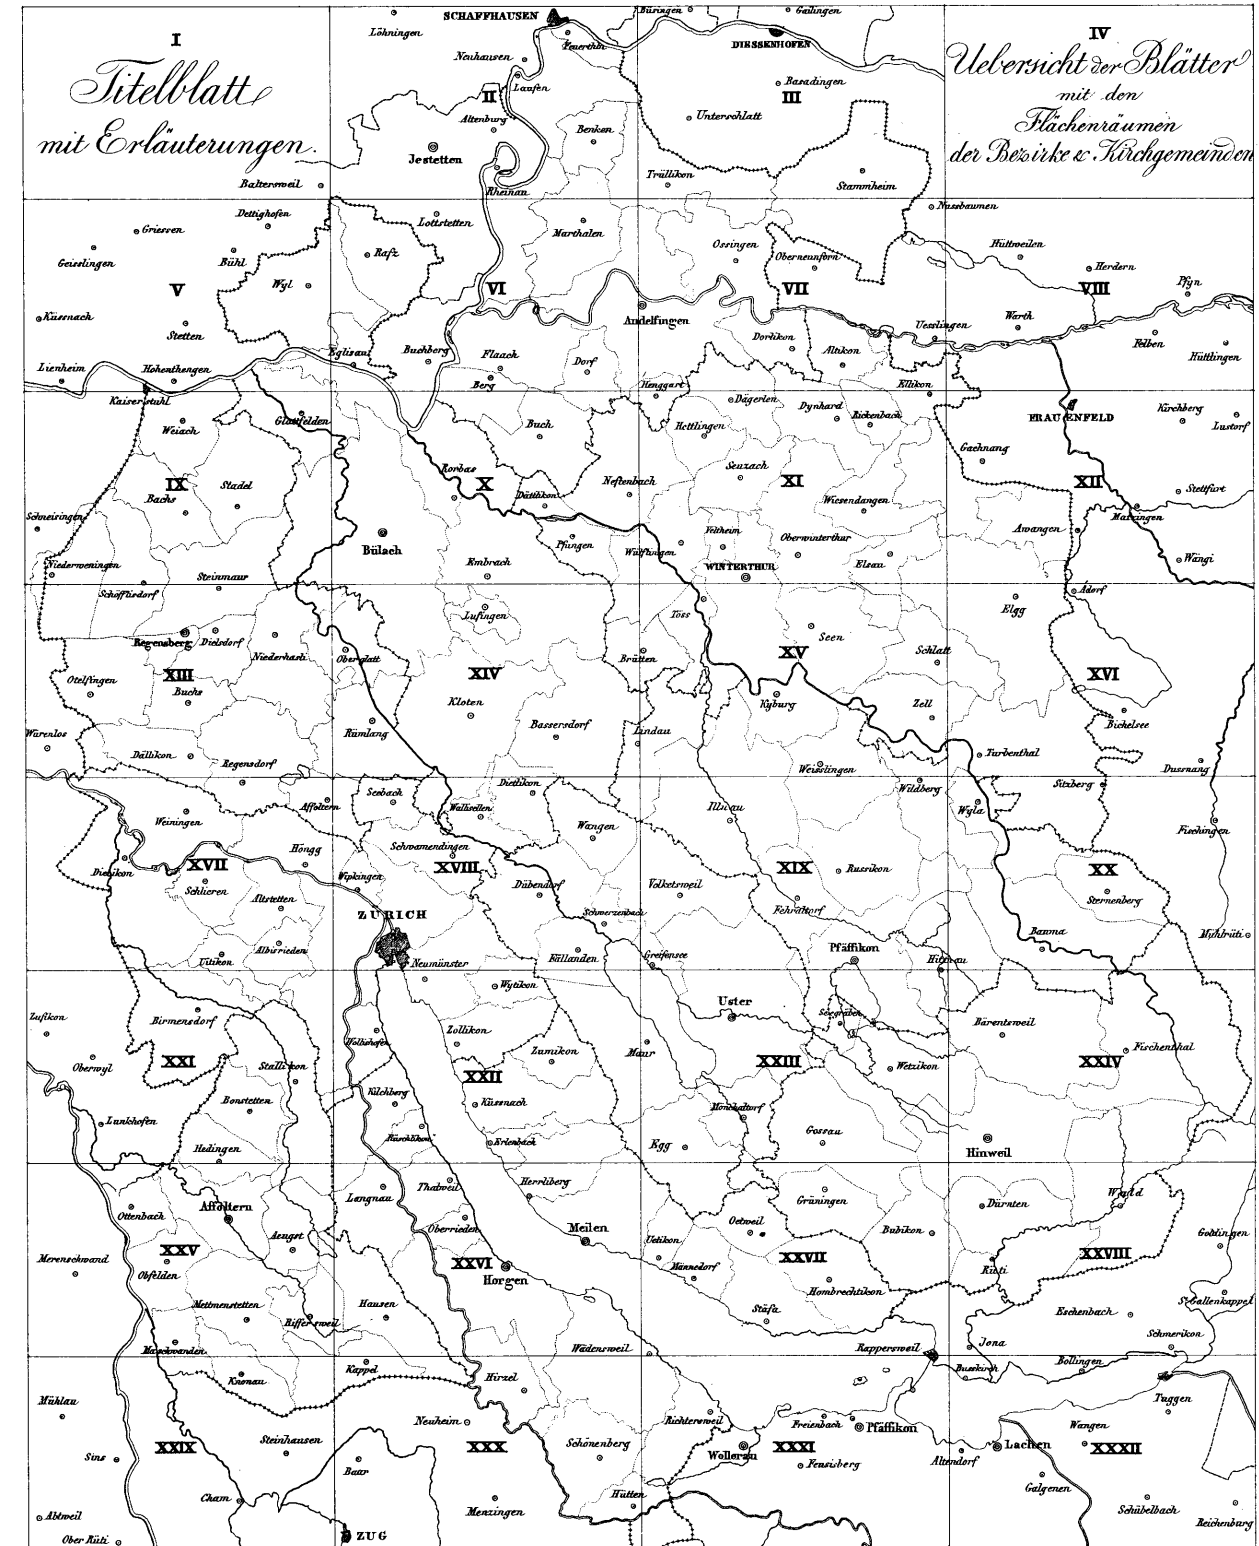 I
Titelblatt
mit Erläuterungen.
SCHAFFHAUSEN
Löhningen
Neuhausen
Feuerthln
Laufen
II
Altenburg
Benken
Jestetten
Rheinau
Büsingen
Gailingen
DIESSENHOFEN
Basadingen
III
Unterschlatt
Trüllikon
Stammheim
IV
Uebersicht der Blätter
mit den
Flächenräumen
der Bezirke & Kirchgemeinden
Baltersweil
Dettighofen
Griessen
Geisslingen
Bühl
Wyl
V
Küssnach
Stetten
Lienheim
Hohenthengen
Lottstetten
Rafz
Marthalen
VI
Eglisau
Buchberg
Flaach
Dorf
Berg
Ossingen
Oberneunforn
VII
Andelfingen
Dorlikon
Altikon
Henggart
Ellikon
Nussbaumen
Hüttweilen
Herdern
Pfyn
VIII
Uesslingen
Warth
Felben
Hüttlingen
Kaiserstuhl
Weiach
Glattfelden
IX
Bachs
Stadel
Schneisingen
Niederweningen
Steinmaur
Buch
Rorbas
X
Dättlikon
Neftenbach
Bülach
Pfungen
Embrach
Dägerlen
Dynhard
Rickenbach
Hettlingen
Seuzach
XI
Wiesendangen
Veltheim
Oberwinterthur
Wülflingen
WINTERTHUR
Elsau
FRAUENFELD
Kirchberg
Lustorf
Gachnang
XII
Stettfurt
Matzingen
Awangen
Wängi
Schöfflisdorf
Regensberg
Dielsdorf
Niederhasli
XIII
Otelfingen
Buchs
Würenlos
Dällikon
Regensdorf
Lufingen
Oberglatt
XIV
Kloten
Rümlang
Bassersdorf
Töss
Seen
Brütten
XV
Schlatt
Kyburg
Zell
Lindau
Weisslingen
Adorf
Elgg
XVI
Bichelsee
Turbenthal
Dussnang
Weiningen
Affoltern
Höngg
Dietikon
XVII
Schlieren
Altstetten
Uitikon
Albisrieden
Seebach
Dietlikon
Wallisellen
Wangen
Schwamendingen
XVIII
Wipkingen
Dübendorf
ZÜRICH
Schwerzenbach
Neumünster
Fällanden
Wildberg
Illnau
XIX
Russikon
Volketsweil
Fehraltorf
Pfäffikon
Hittnau
Greifensee
Sitzberg
Wyla
Fischingen
XX
Sternenberg
Bauma
Mühlrüti
Zufikon
Birmensdorf
Oberwyl
XXI
Stallikon
Bonstetten
Lunkhofen
Hedingen
Wytikon
Wollishofen
Zollikon
Zumikon
XXII
Kilchberg
Küssnach
Rüschlikon
Erlenbach
Uster
Seegräben
Maur
XXIII
Wetzikon
Mönchaltorf
Gossau
Egg
Bärentsweil
Fischenthal
XXIV
Hinweil
Ottenbach
Affoltern
XXV
Aeugst
Merenschwand
Obfelden
Mettmenstetten
Riffersweil
Maschwanden
Langnau
Thalweil
Herrliberg
Oberrieden
Meilen
XXVI
Horgen
Hausen
Wädensweil
Grüningen
Oetweil
Bubikon
Uetikon
XXVII
Männedorf
Hombrechtikon
Stäfa
Rappersweil
Dürnten
Wald
Goldingen
XXVIII
Rüti
Eschenbach
St. Gallenkappel
Schmerikon
Jona
Knonau
Mühlau
XXIX
Steinhausen
Sins
Cham
Abtweil
Ober Rüti
Kappel
Hirzel
Neuheim
XXX
Schönenberg
Baar
Menzingen
Hütten
ZUG
Richtersweil
Freienbach
Pfäffikon
Wollerau
XXXI
Feusisberg
Altendorf
Busskirch
Bollingen
Tuggen
Wangen
Lachen
XXXII
Galgenen
Schübelbach
Reichenburg